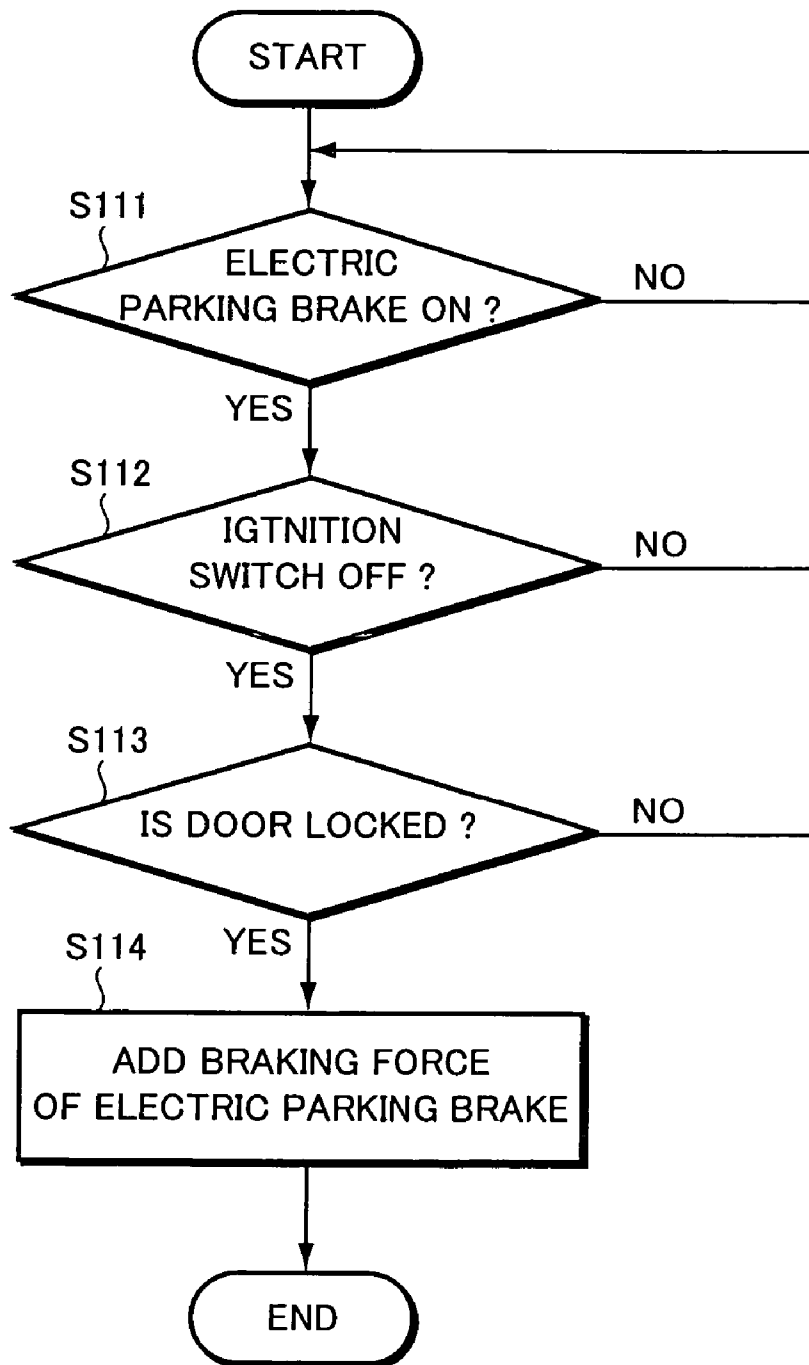 START
S111
ELECTRIC
PARKING BRAKE ON ?
NO
YES
S112
IGTNITION
SWITCH OFF ?
NO
YES
S113
IS DOOR LOCKED ?
NO
YES
S114
ADD BRAKING FORCE
OF ELECTRIC PARKING BRAKE
END